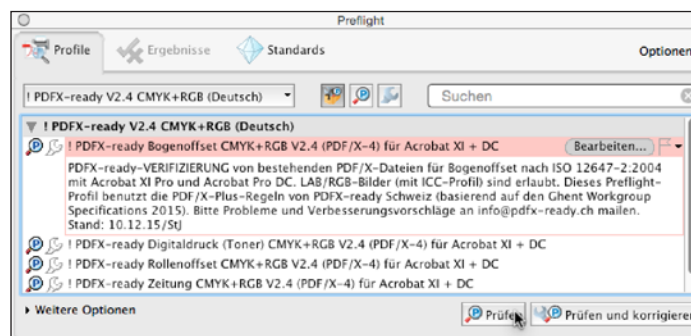 Preflight
Profile Ergebnisse Standards Optionen
! PDFX-ready V2.4 CMYK+RGB (Deutsch) Suchen
! PDFX-ready V2.4 CMYK+RGB (Deutsch)
! PDFX-ready Bogenoffset CMYK+RGB V2.4 (PDF/X-4) für Acrobat XI + DC Bearbeiten...
PDFX-ready-VERIFIZIERUNG von bestehenden PDF/X-Dateien für Bogenoffset nach ISO 12647-2:2004
mit Acrobat XI Pro und Acrobat Pro DC. LAB/RGB-Bilder (mit ICC-Profil) sind erlaubt. Dieses Preflight-
Profil benutzt die PDF/X-Plus-Regeln von PDFX-ready Schweiz (basierend auf den Ghent Workgroup
Specifications 2015). Bitte Probleme und Verbesserungsvorschläge an info@pdfx-ready.ch mailen.
Stand: 10.12.15/StJ
! PDFX-ready Digitaldruck (Toner) CMYK+RGB V2.4 (PDF/X-4) für Acrobat XI + DC
! PDFX-ready Rollenoffset CMYK+RGB V2.4 (PDF/X-4) für Acrobat XI + DC
! PDFX-ready Zeitung CMYK+RGB V2.4 (PDF/X-4) für Acrobat XI + DC
Weitere Optionen
Prüfen Prüfen und korrigieren